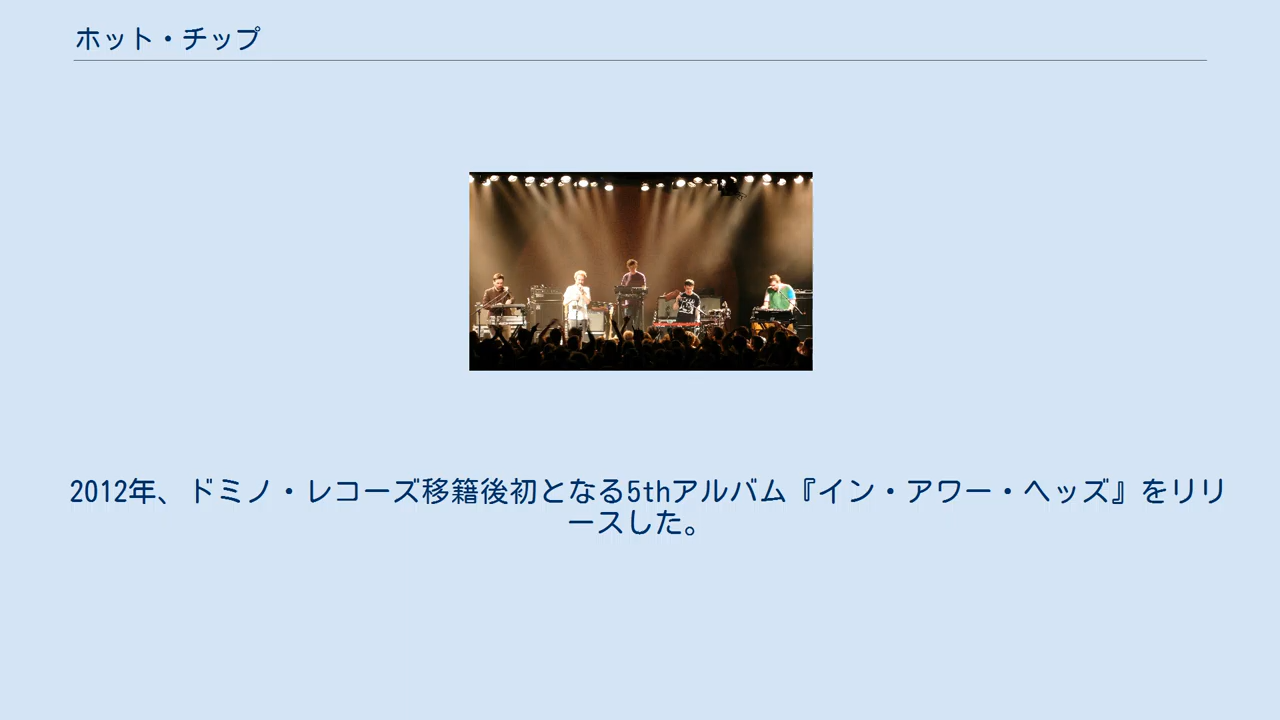 ホット・チップ
2012年、ドミノ・レコーズ移籍後初となる5thアルバム『イン・アワー・ヘッズ』をリリ
ースした。